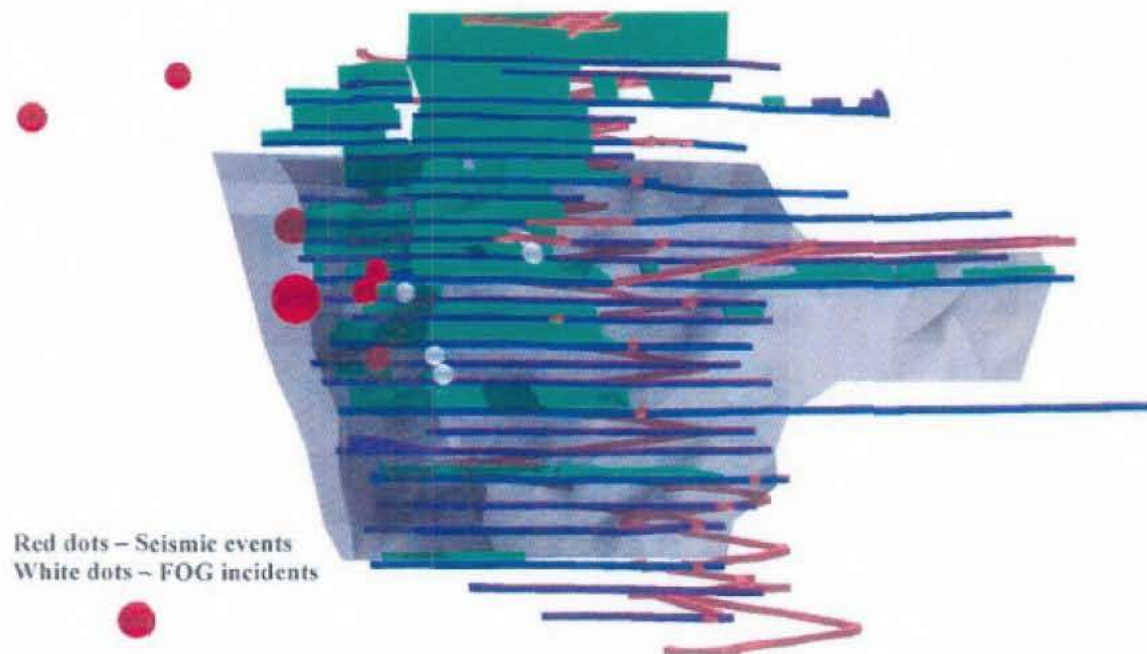 Red dots – Seismic events
White dots – FOG incidents